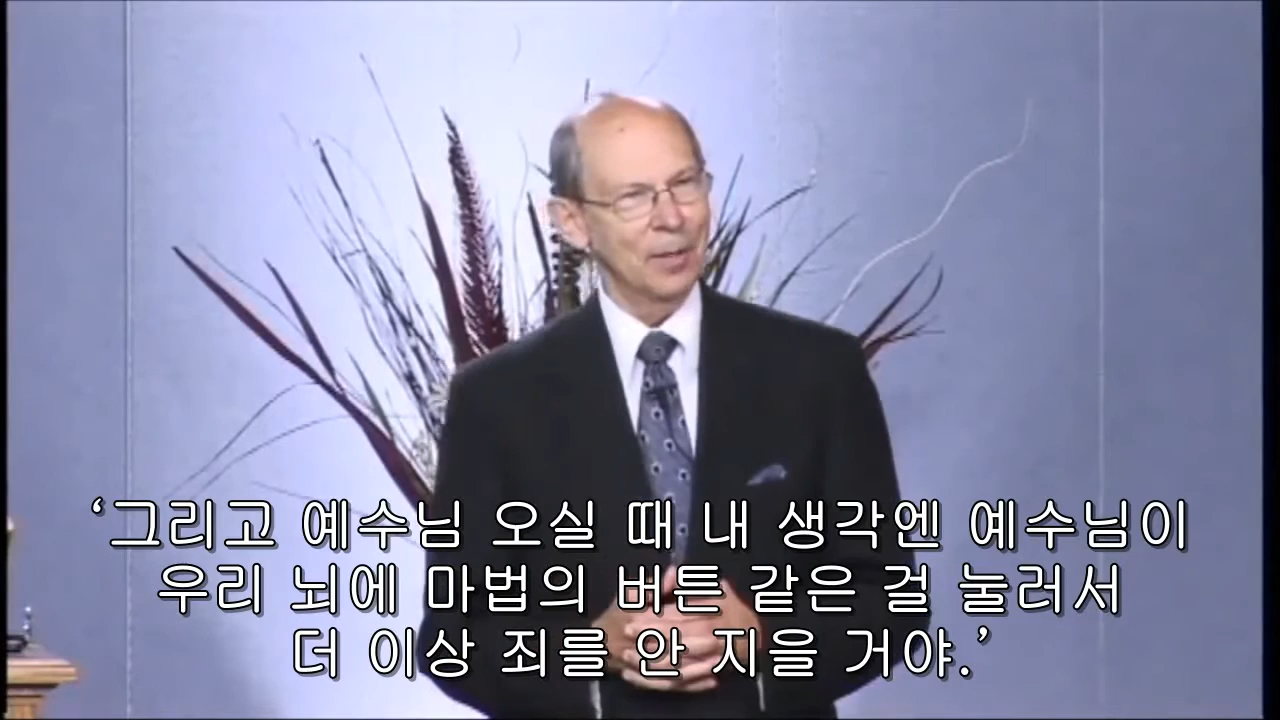 ‘그리고 예수님 오실 때 내 생각엔 예수님이
우리 뇌에 마법의 버튼 같은 걸 눌러서
더 이상 죄를 안 지을 거야.’